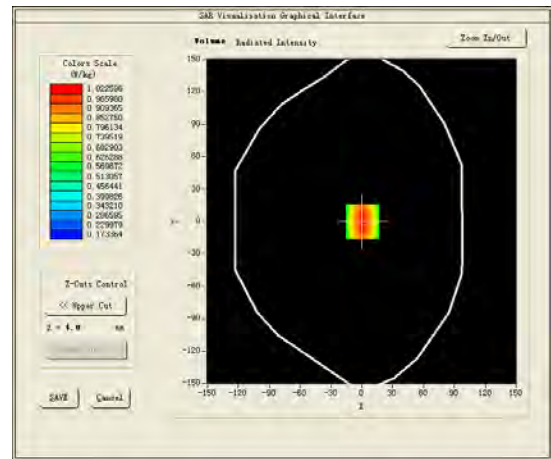 SAR Visualisation Graphical Interface
Volume Radiated Intensity
Zoom In/Out
Colors Scale
(W/kg)
1.022596
0.965980
0.909365
0.852750
0.796134
0.739519
0.682903
0.626288
0.569672
0.513057
0.456441
0.399826
0.343210
0.286595
0.229979
0.173364
150
120
90
60
30
0
-30
-60
-120
-150
Z-Cuts Control
<< Upper Cut
Z = 4.0 mm
SAVE
Cancel
-150 -120 -90 -60 -30 0 30 60 90 120 150
X